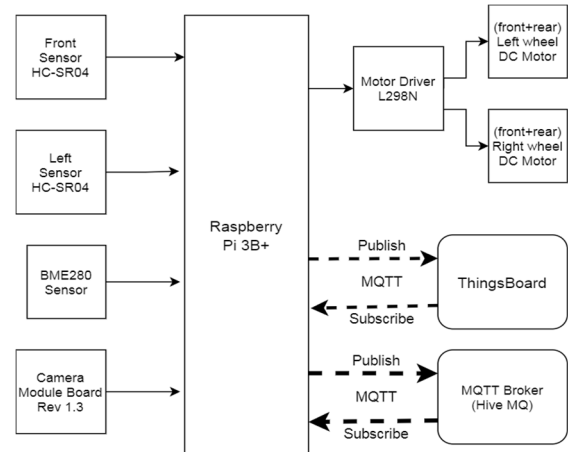 Front
Sensor
HC-SR04
Left
Sensor
HC-SR04
BME280
Sensor
Camera
Module Board
Rev 1.3
Raspberry
Pi 3B+
Motor Driver
L298N
(front+rear)
Left wheel
DC Motor
(front+rear)
Right wheel
DC Motor
Publish
MQTT
Subscribe
ThingsBoard
Publish
MQTT
Subscribe
MQTT Broker
(Hive MQ)